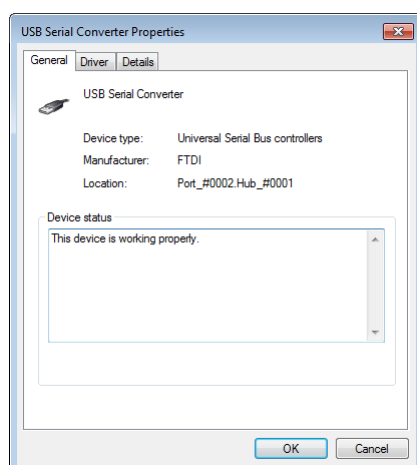 USB Serial Converter Properties
General Driver Details
USB Serial Converter
Device type: Universal Serial Bus controllers
Manufacturer: FTDI
Location: Port_#0002.Hub_#0001
Device status
This device is working properly.
OK Cancel